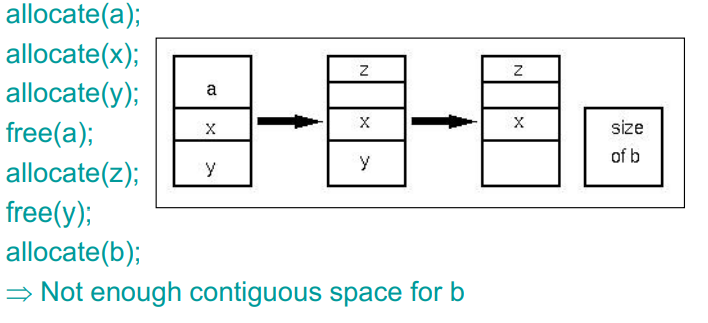 allocate(a);
allocate(x);
allocate(y);
free(a);
allocate(z);
free(y);
allocate(b);
⇒ Not enough contiguous space for b
a
x
y
z
x
y
z
x
size
of b